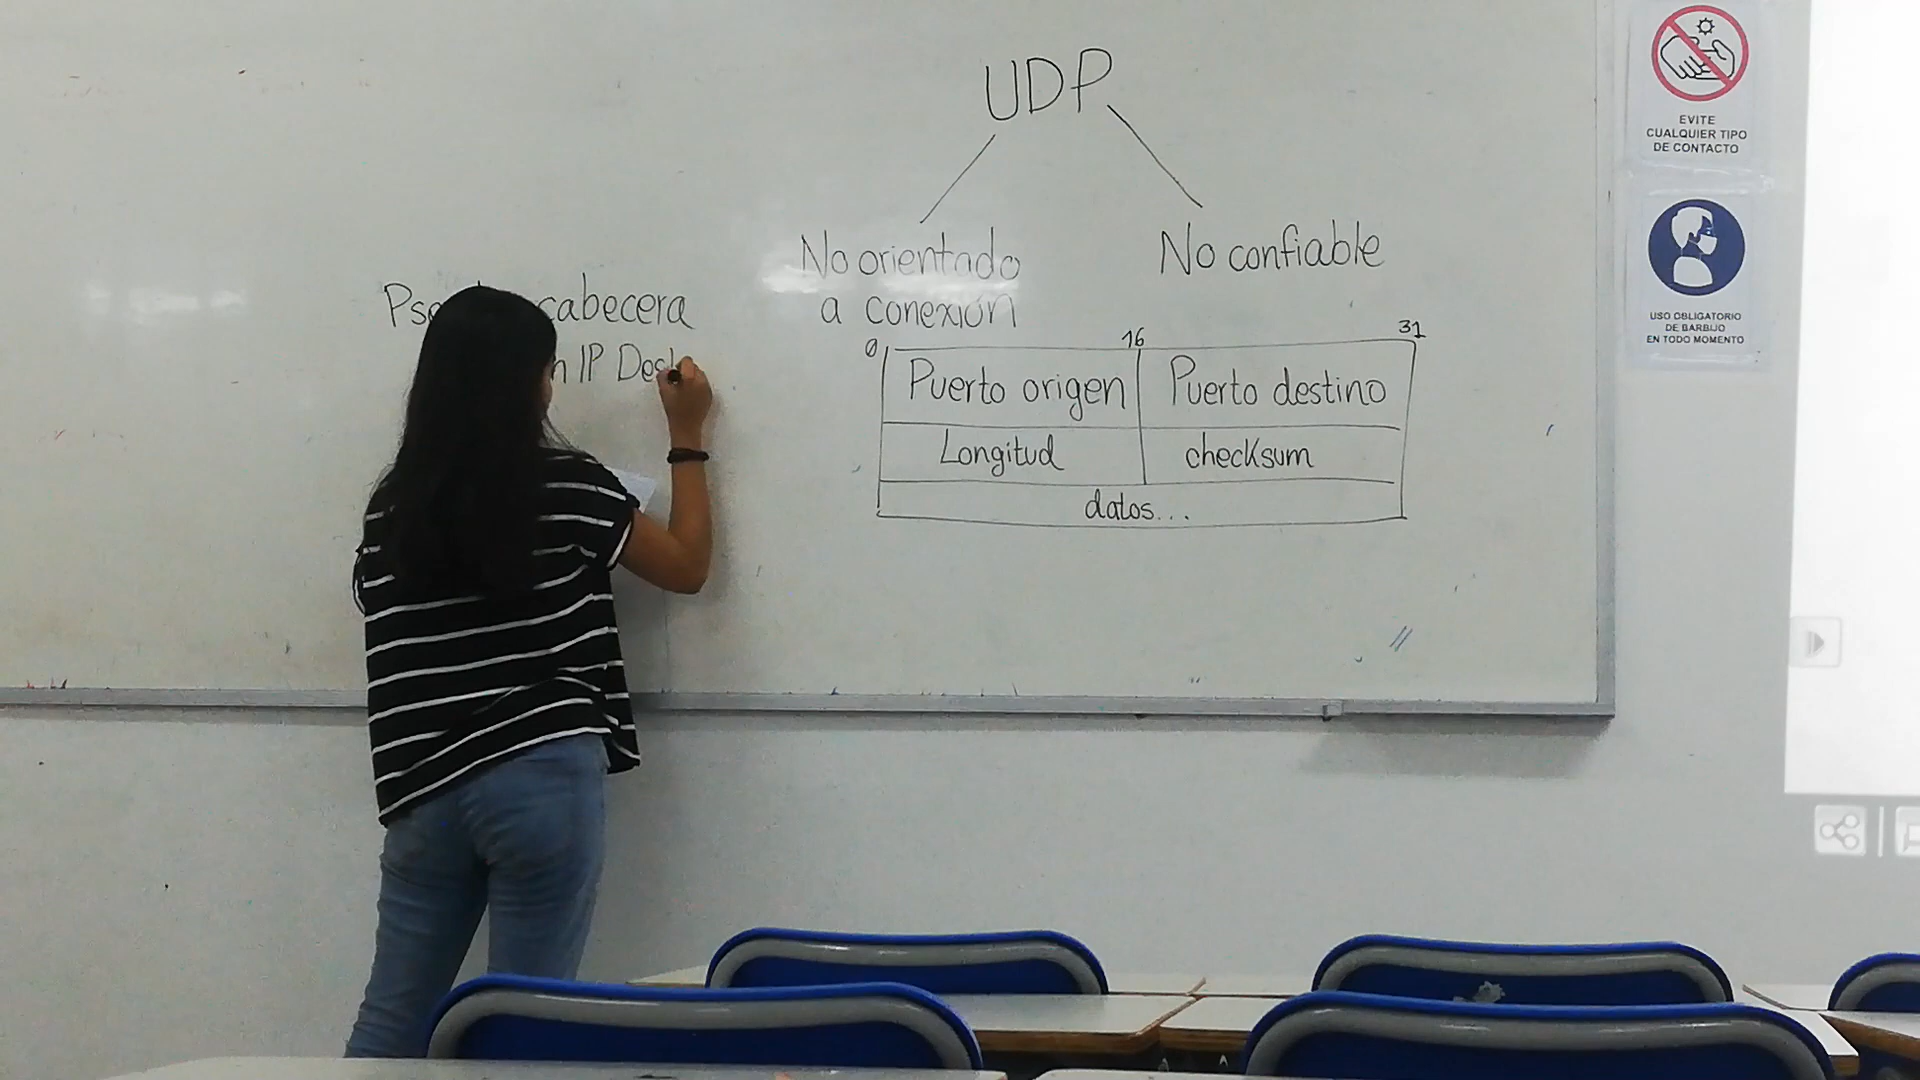 UDP
No orientado
a conexión
No confiable
cabecera
IP
0 16 31
Puerto origen Puerto destino
Longitud checksum
datos...
EVITE
CUALQUIER TIPO
DE CONTACTO
USO OBLIGATORIO
DE BARBIJO
EN TODO MOMENTO